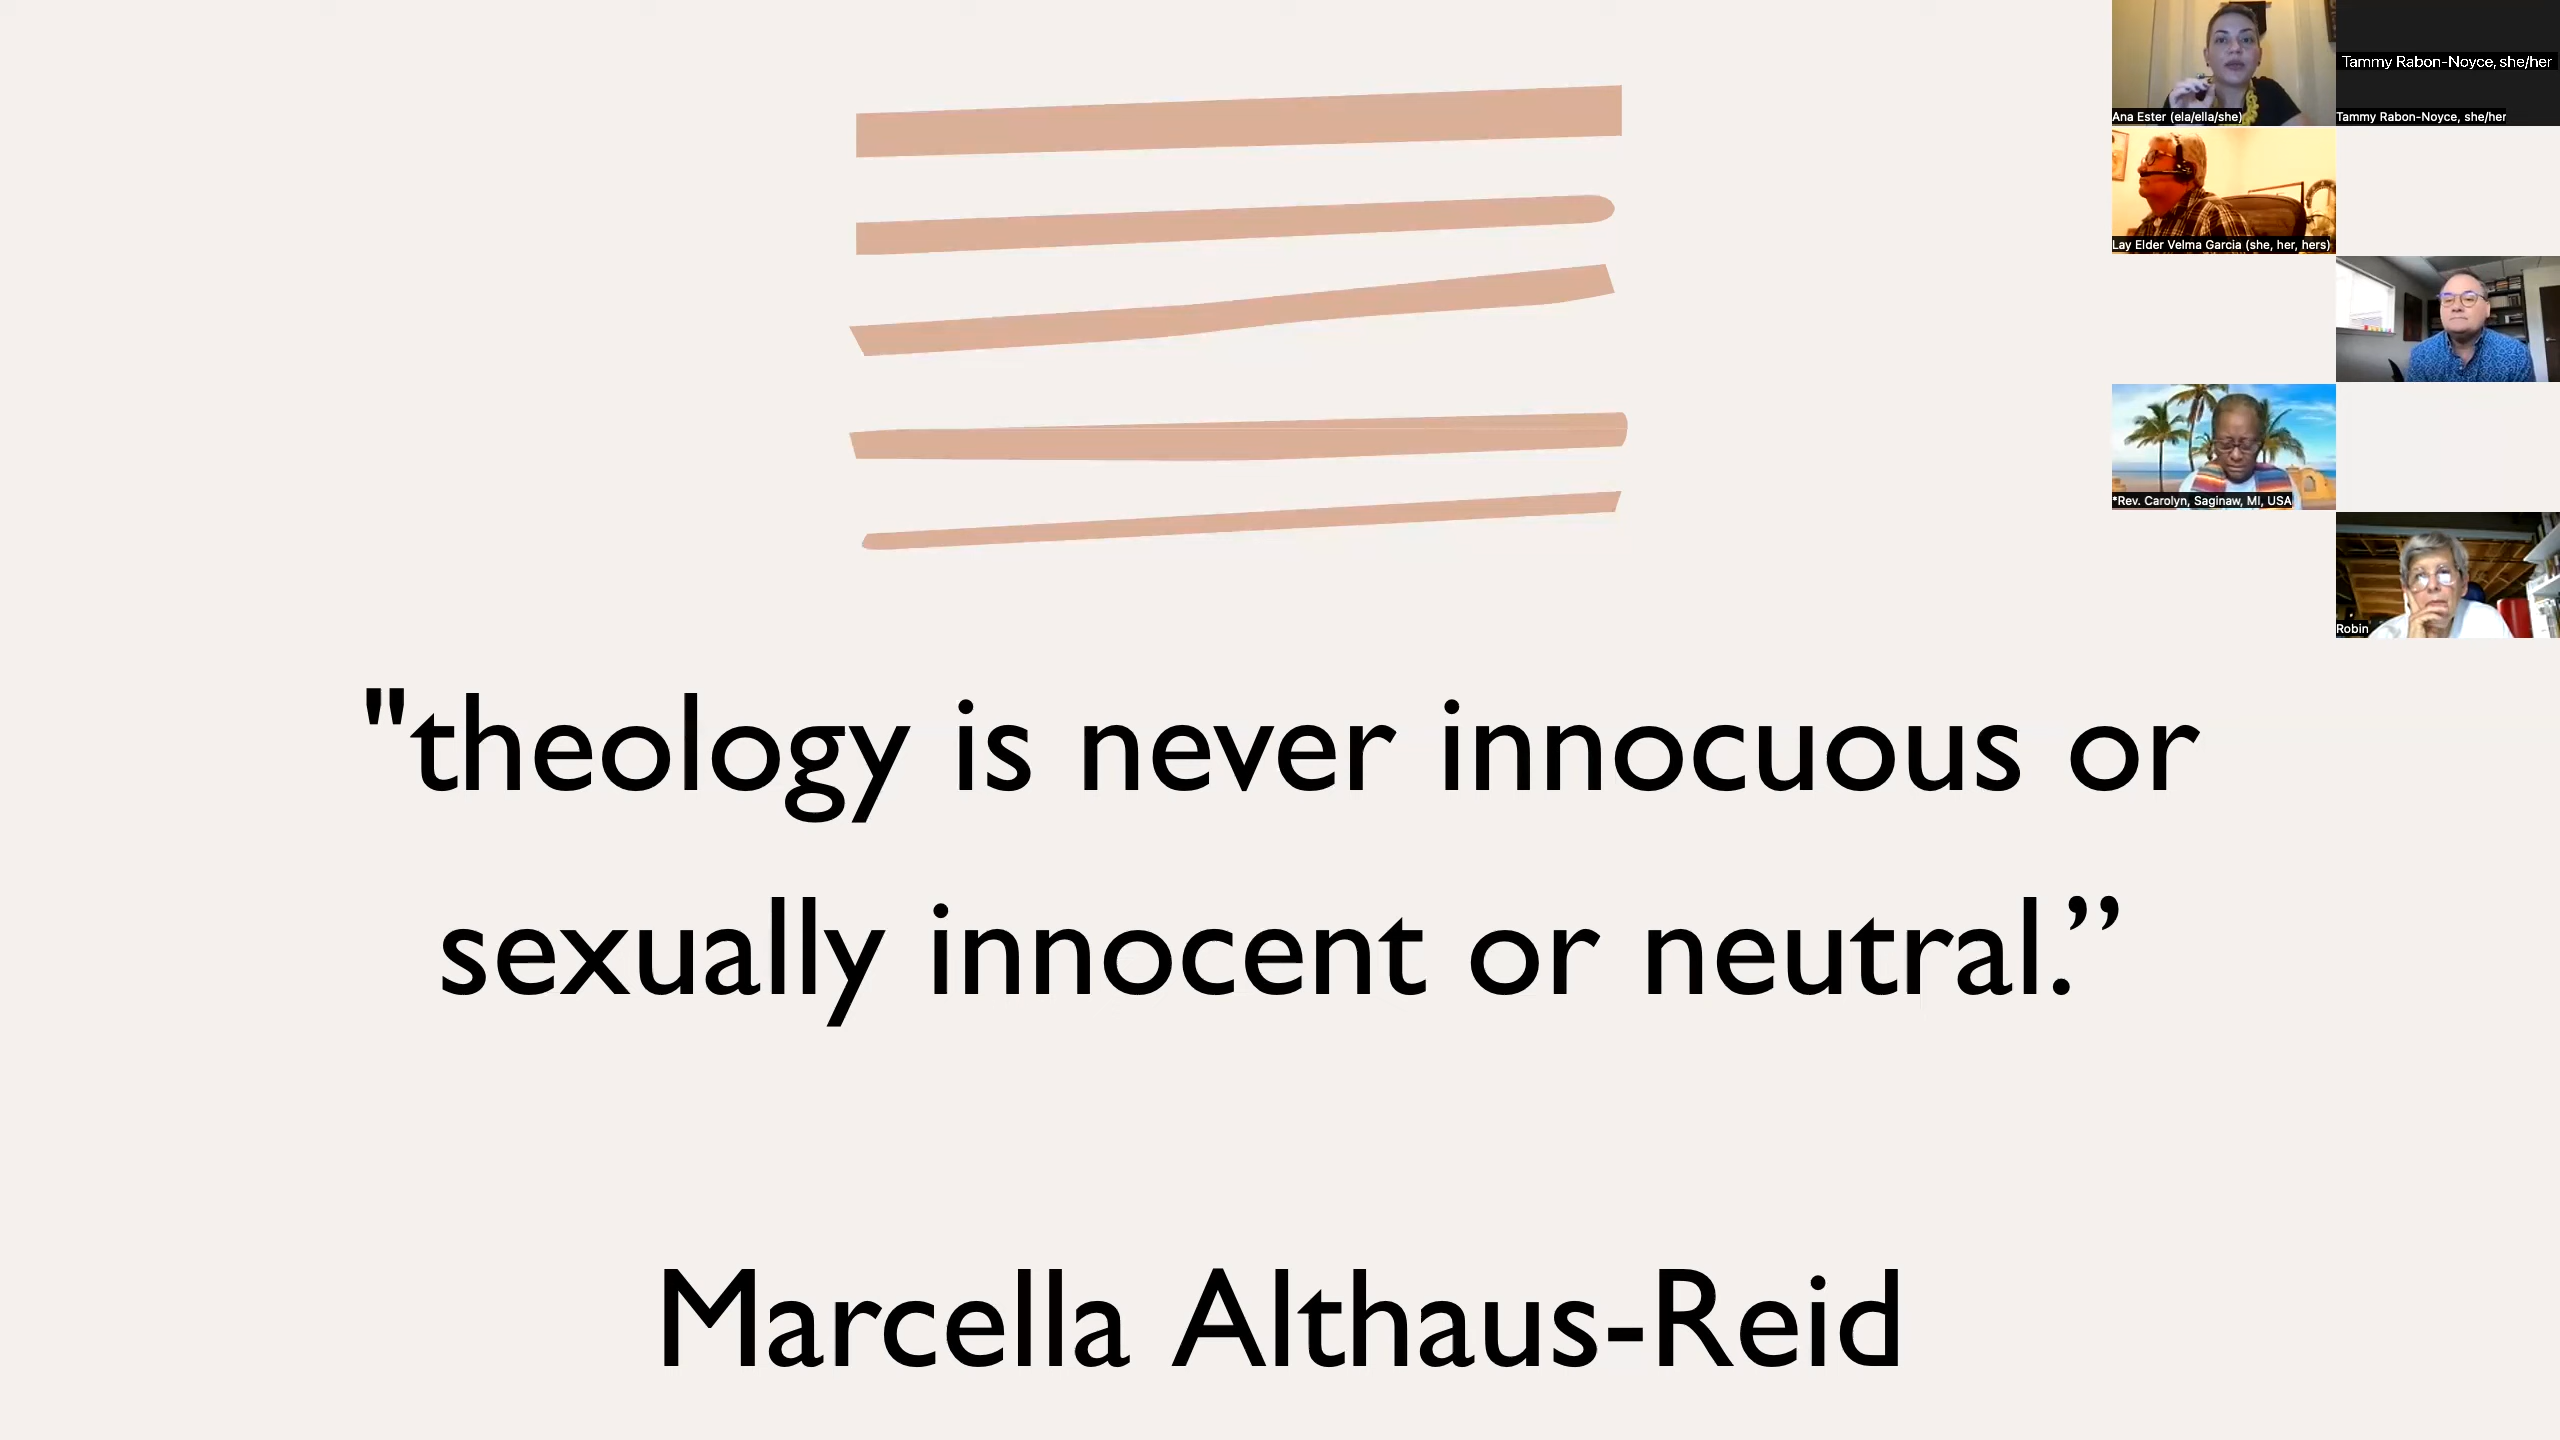 "theology is never innocuous or
sexually innocent or neutral.”
Marcella Althaus-Reid
Ana Ester (ela/ella/she)
Tammy Rabon-Noyce, she/her
Tammy Rabon-Noyce, she/her
Lay Elder Velma Garcia (she, her, hers)
*Rev. Carolyn, Saginaw, MI, USA
Robin